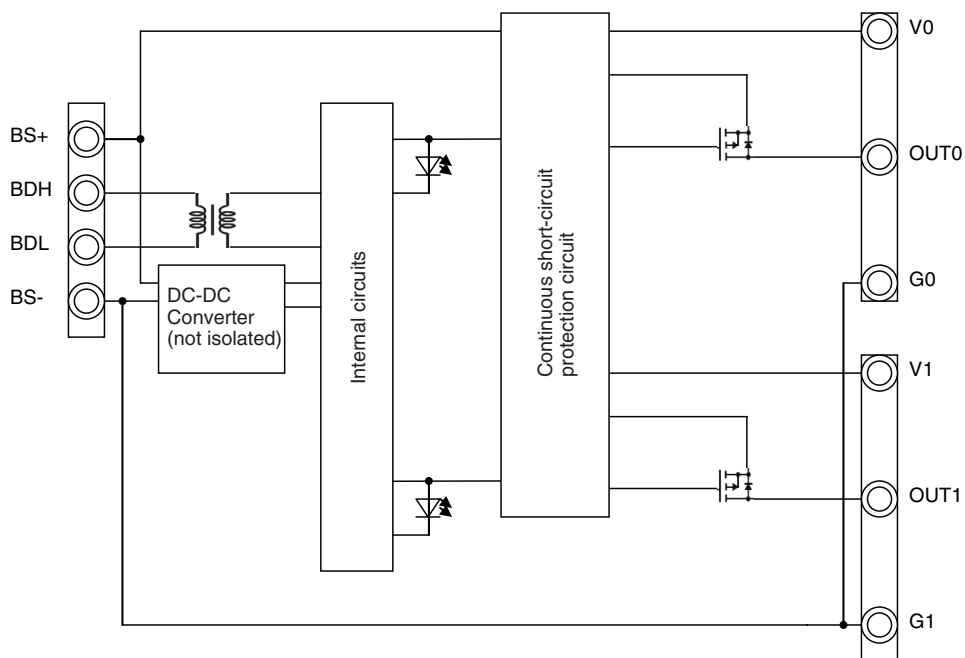 V0
BS+
OUT0
BDH
BDL
G0
BS-
DC-DC
Converter
(not isolated)
Internal circuits
Continuous short-circuit
protection circuit
V1
OUT1
G1